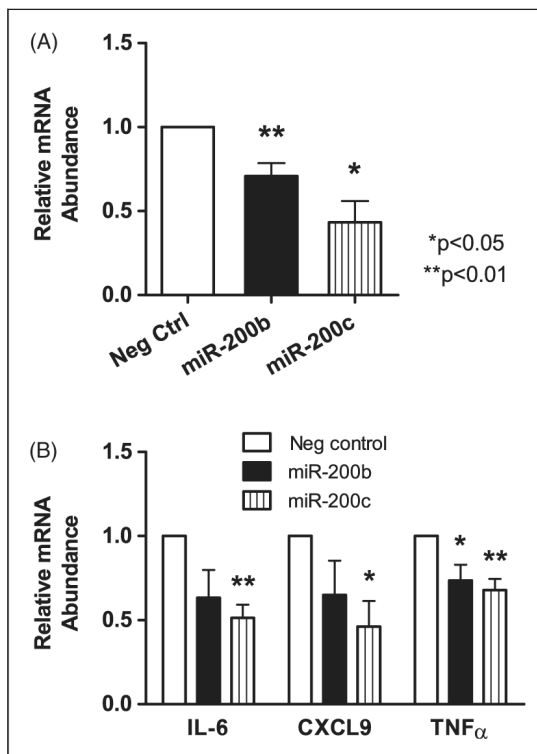 (A)
1.5
1.0
0.5
0.0
Relative mRNA
Abundance
**
*
*p<0.05
**p<0.01
Neg Ctrl
miR-200b
miR-200c
(B)
Neg control
miR-200b
miR-200c
1.5
1.0
0.5
0.0
Relative mRNA
Abundance
**
*
*
**
IL-6
CXCL9
TNFα